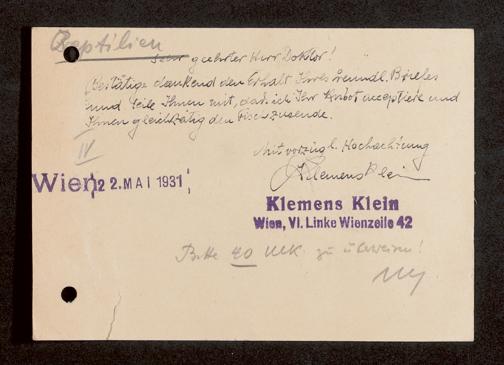 Reptilien
Sehr geehrter Herr Doktor!
Bestätige dankend den Erhalt Ihres freundl. Briefes
und teile Ihnen mit, dass ich Ihr Anbot acceptiere und
Ihnen gleichzeitig den Fisch zusende.
Mit vorzügl. Hochachtung
Klemens Klein
IV
Wien, 22. MAI 1931,
Klemens Klein
Wien, VI. Linke Wienzeile 42
Bitte 40 Mk. zu überweisen!